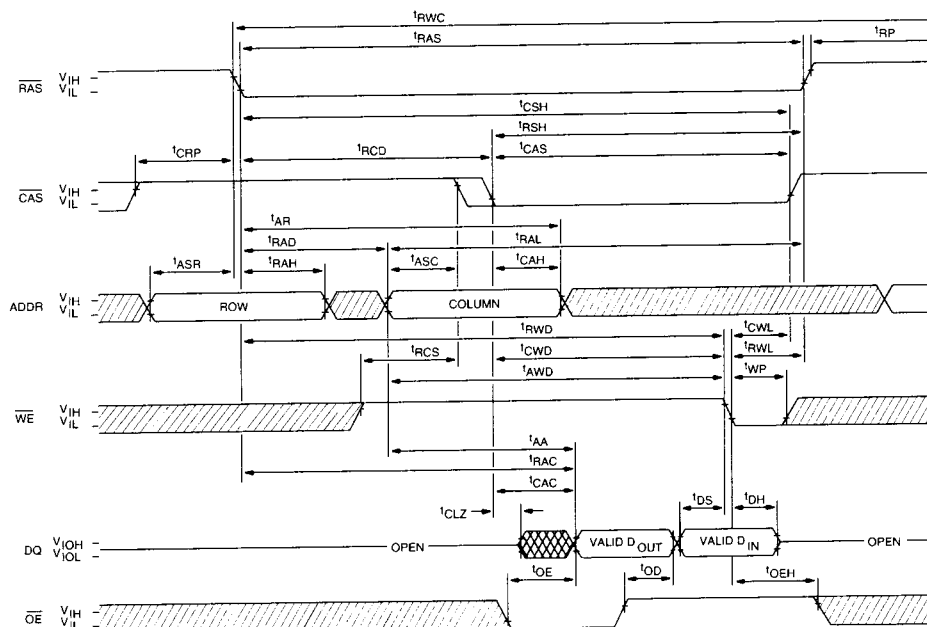 tRWC
tRAS
tRP
RAS VIH
VIL
tCSH
tRSH
tRCD
tCAS
tCRP
CAS VIH
VIL
tAR
tRAD
tRAL
tASR
tRAH
tASC
tCAH
ADDR VIH
VIL
ROW
COLUMN
tRWD
tCWL
tRCS
tCWD
tRWL
tAWD
tWP
WE VIH
VIL
tAA
tRAC
tCAC
tDS
tDH
tCLZ
DQ VIOH
VIOL
OPEN
VALID DOUT
VALID DIN
OPEN
tOE
tOD
tOEH
OE VIH
VIL